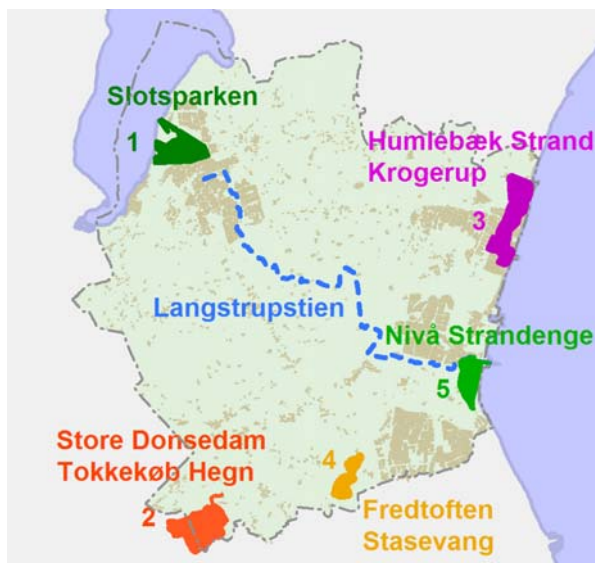 Slotsparken
1
Humlebæk Strand
Krogerup
3
Langstrupstien
Nivå Strandenge
5
Store Donsedam
Tokkekøb Hegn
2
4
Fredtoften
Stasevang